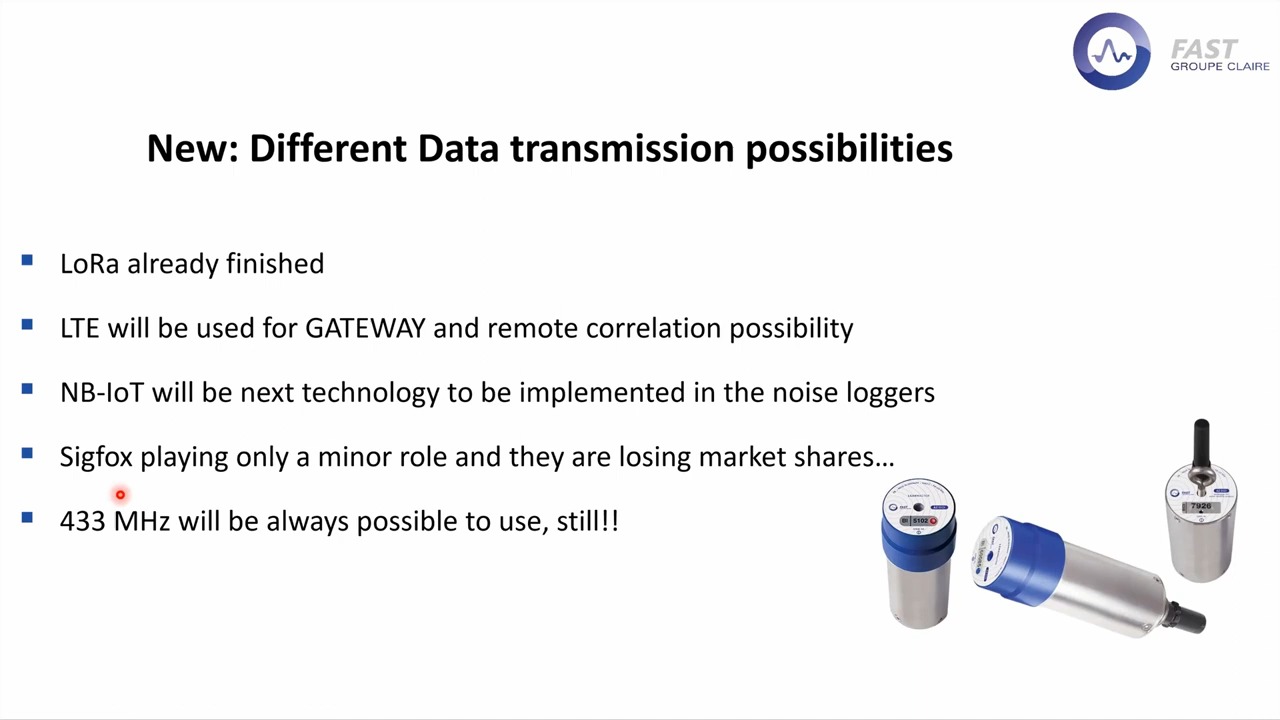 FAST
GROUPE CLAIRE
New: Different Data transmission possibilities
LoRa already finished
LTE will be used for GATEWAY and remote correlation possibility
NB-IoT will be next technology to be implemented in the noise loggers
Sigfox playing only a minor role and they are losing market shares...
433 MHz will be always possible to use, still!!
5102
7926